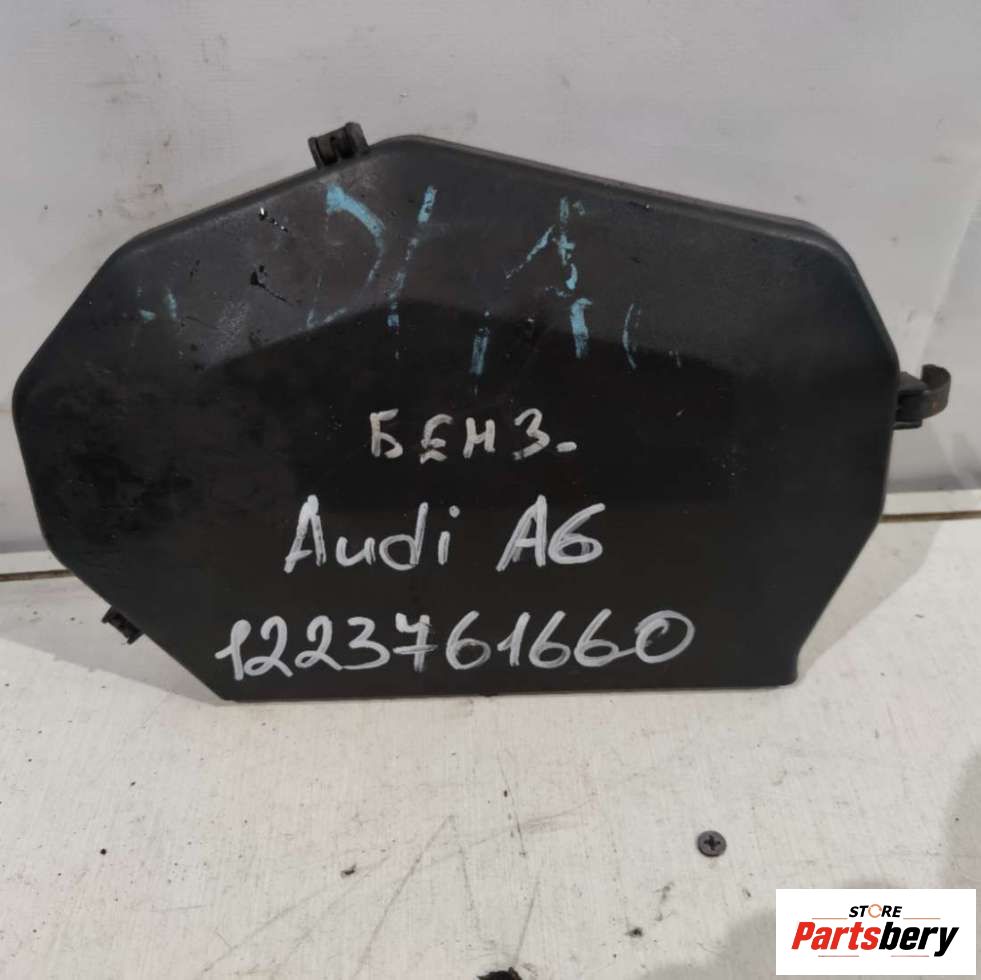 БЕНЗ-
Audi A6
1223761660
STORE
Partsbery